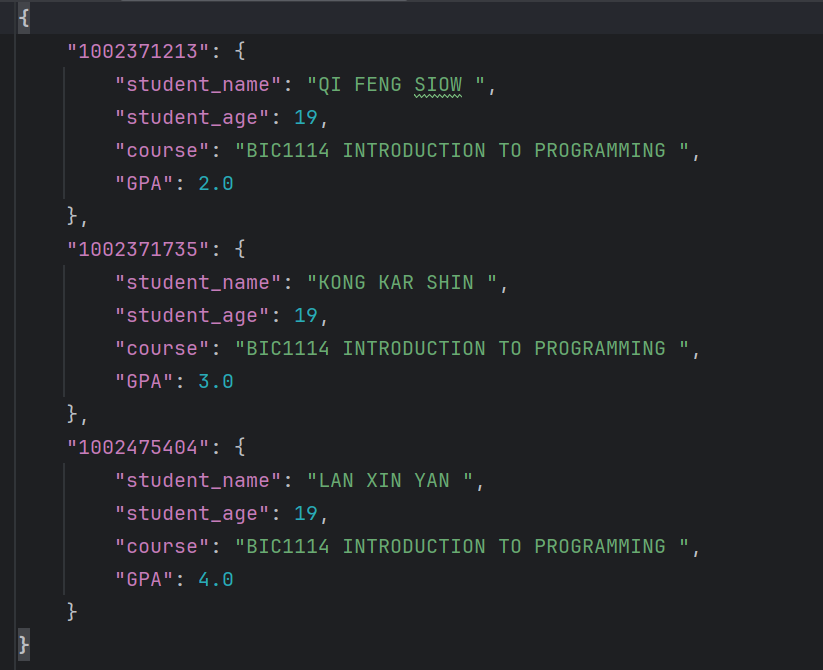 {
    "1002371213": {
        "student_name": "QI FENG SIOW ",
        "student_age": 19,
        "course": "BIC1114 INTRODUCTION TO PROGRAMMING ",
        "GPA": 2.0
    },
    "1002371735": {
        "student_name": "KONG KAR SHIN ",
        "student_age": 19,
        "course": "BIC1114 INTRODUCTION TO PROGRAMMING ",
        "GPA": 3.0
    },
    "1002475404": {
        "student_name": "LAN XIN YAN ",
        "student_age": 19,
        "course": "BIC1114 INTRODUCTION TO PROGRAMMING ",
        "GPA": 4.0
    }
}